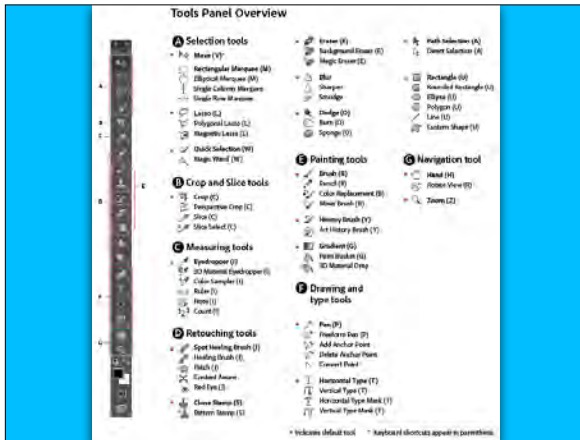 Tools Panel Overview
A Selection tools
Move (V)*
Rectangular Marquee (M)
Elliptical Marquee (M)
Single Column Marquee
Single Row Marquee
Lasso (L)
Polygonal Lasso (L)
Magnetic Lasso (L)
Quick Selection (W)
Magic Wand (W)
B Crop and Slice tools
Crop (C)
Perspective Crop (C)
Slice (C)
Slice Select (C)
C Measuring tools
Eyedropper (I)
3D Material Eyedropper (I)
Color Sampler (I)
Ruler (I)
Note (I)
Count (I)
D Retouching tools
Spot Healing Brush (J)
Healing Brush (J)
Patch (J)
Content Aware
Red Eye (J)
Clone Stamp (S)
Pattern Stamp (S)
Eraser (E)
Background Eraser (E)
Magic Eraser (E)
Blur
Sharpen
Smudge
Dodge (O)
Burn (O)
Sponge (O)
E Painting tools
Brush (B)
Pencil (B)
Color Replacement (B)
Mixer Brush (B)
History Brush (Y)
Art History Brush (Y)
Gradient (G)
Paint Bucket (G)
3D Material Drop
F Drawing and
type tools
Pen (P)
Freeform Pen (P)
Add Anchor Point
Delete Anchor Point
Convert Point
Horizontal Type (T)
Vertical Type (T)
Horizontal Type Mask (T)
Vertical Type Mask (T)
Path Selection (A)
Direct Selection (A)
Rectangle (U)
Rounded Rectangle (U)
Ellipse (U)
Polygon (U)
Line (U)
Custom Shape (U)
G Navigation tool
Hand (H)
Rotate View (R)
Zoom (Z)
Indicates default tool * Keyboard shortcuts appear in parenthesis